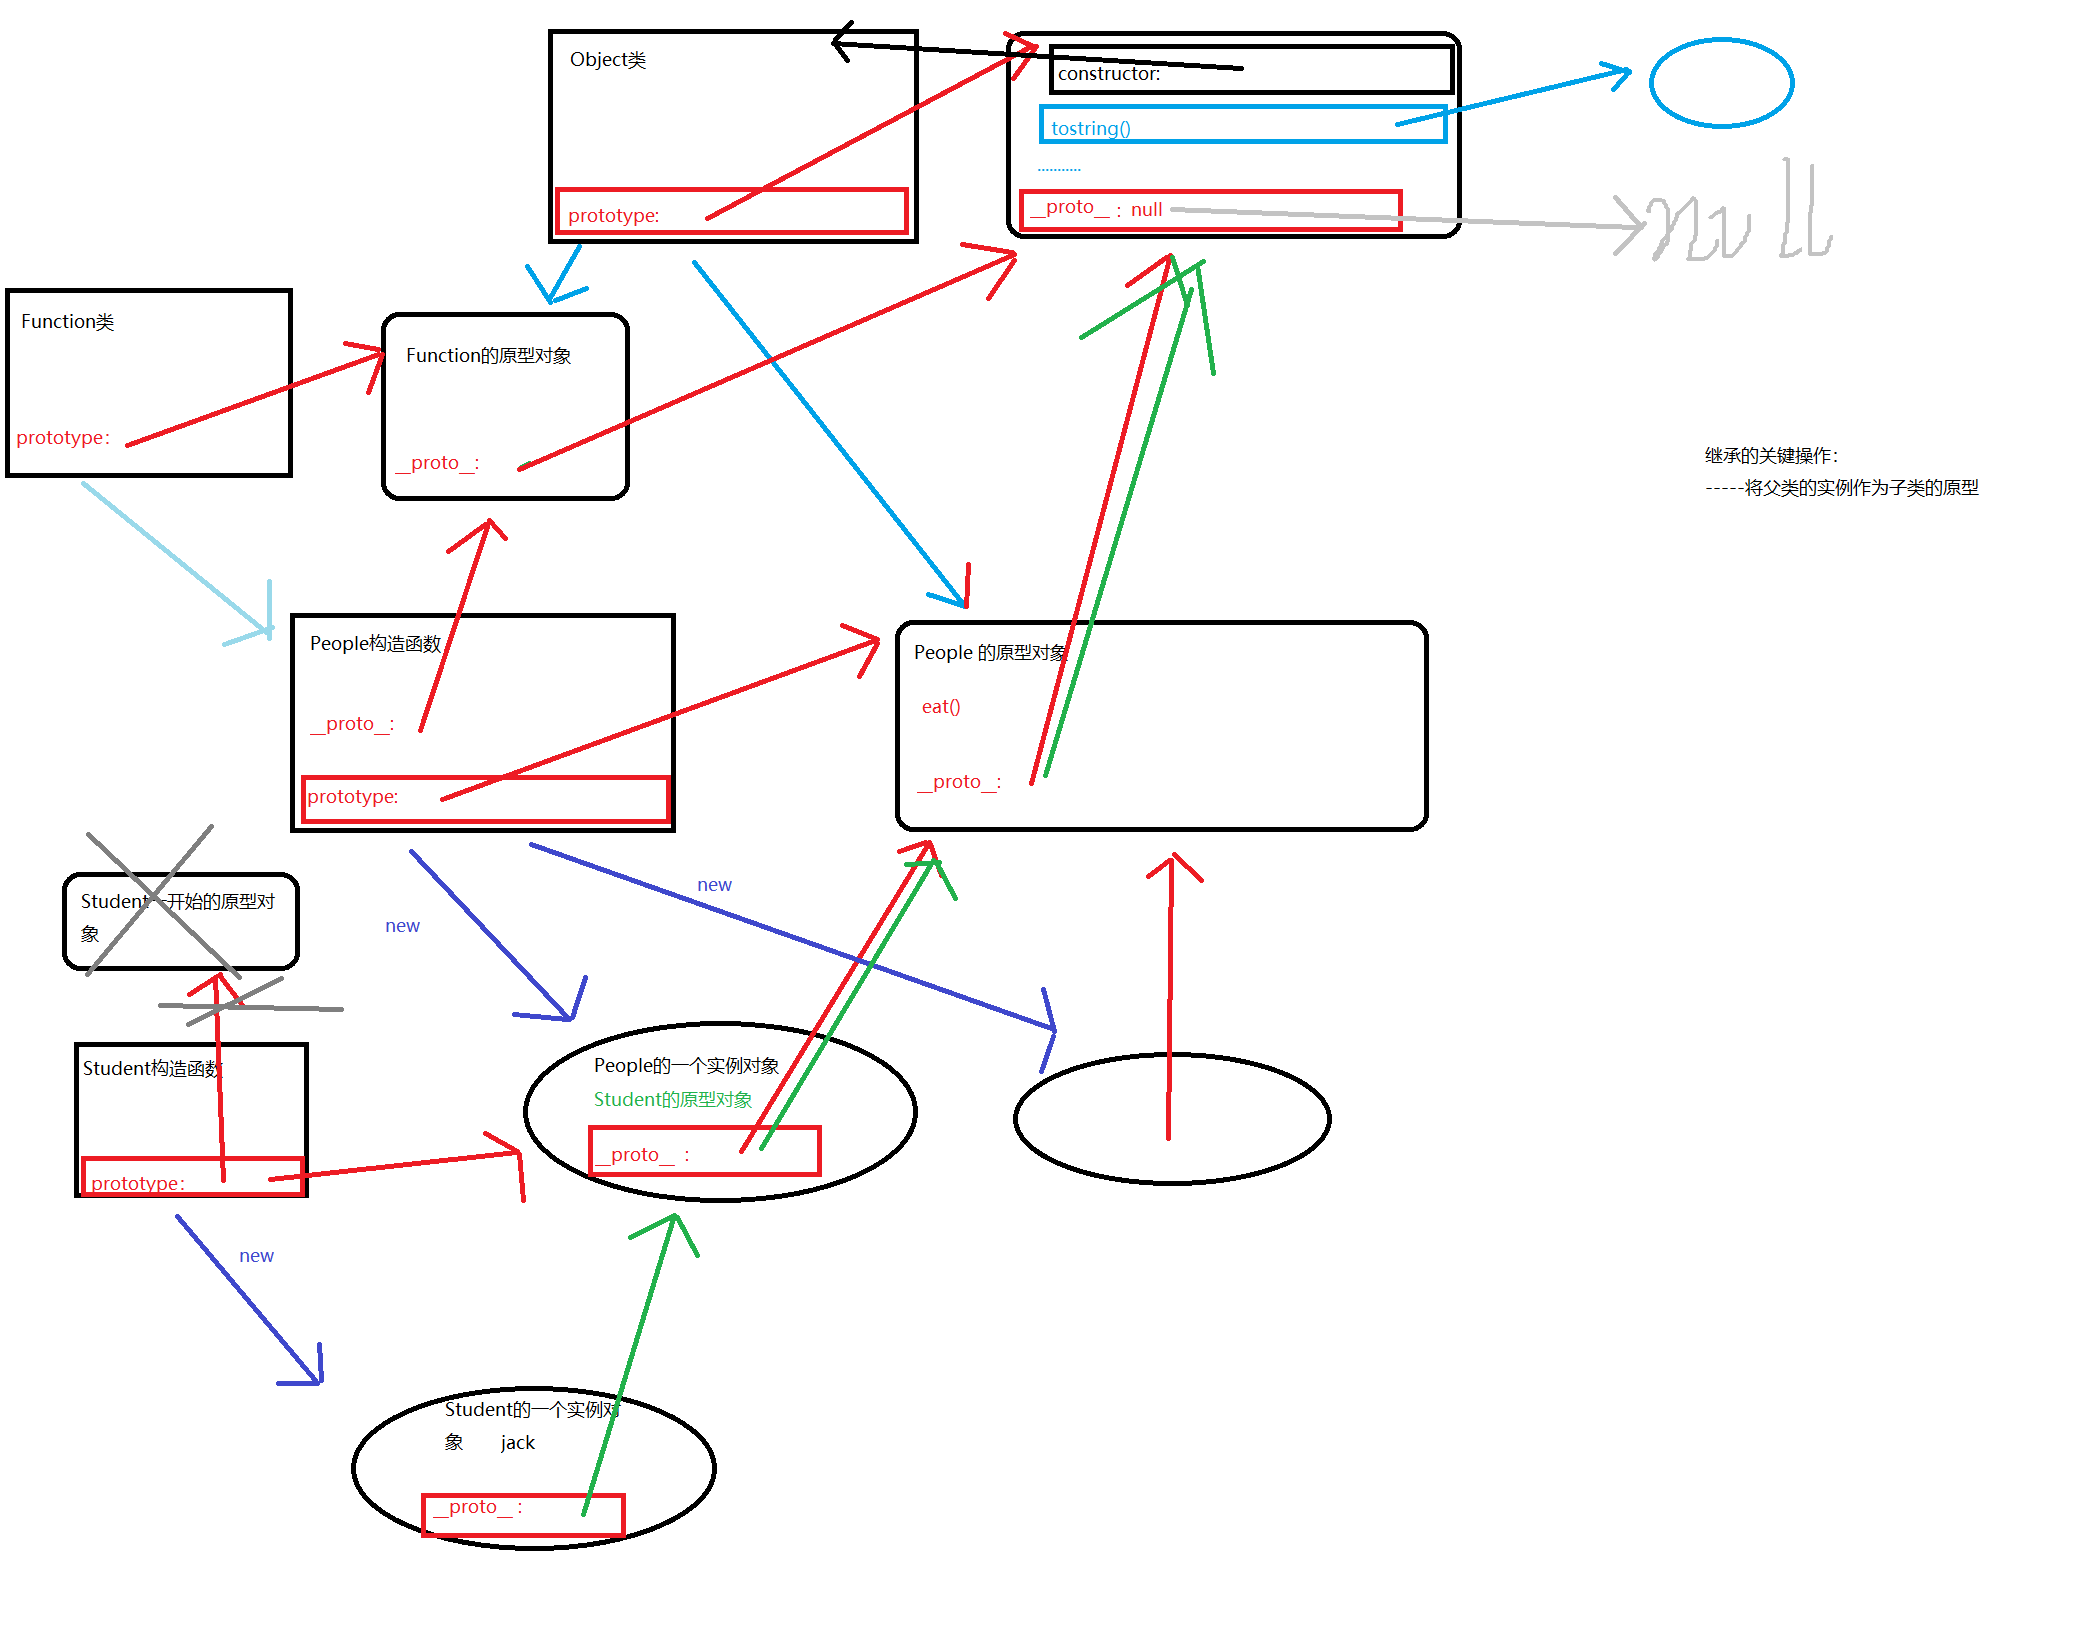 Object类
prototype:
constructor:
tostring()
...........
__proto__ : null
null
Function类
prototype:
Function的原型对象
__proto__:
继承的关键操作:
-----将父类的实例作为子类的原型
People构造函数
__proto__:
prototype:
People 的原型对象
eat()
__proto__:
new
new
Student一开始的原型对
象
Student构造函数
prototype:
new
People的一个实例对象
Student的原型对象
__proto__ :
Student的一个实例对
象 jack
__proto__ :